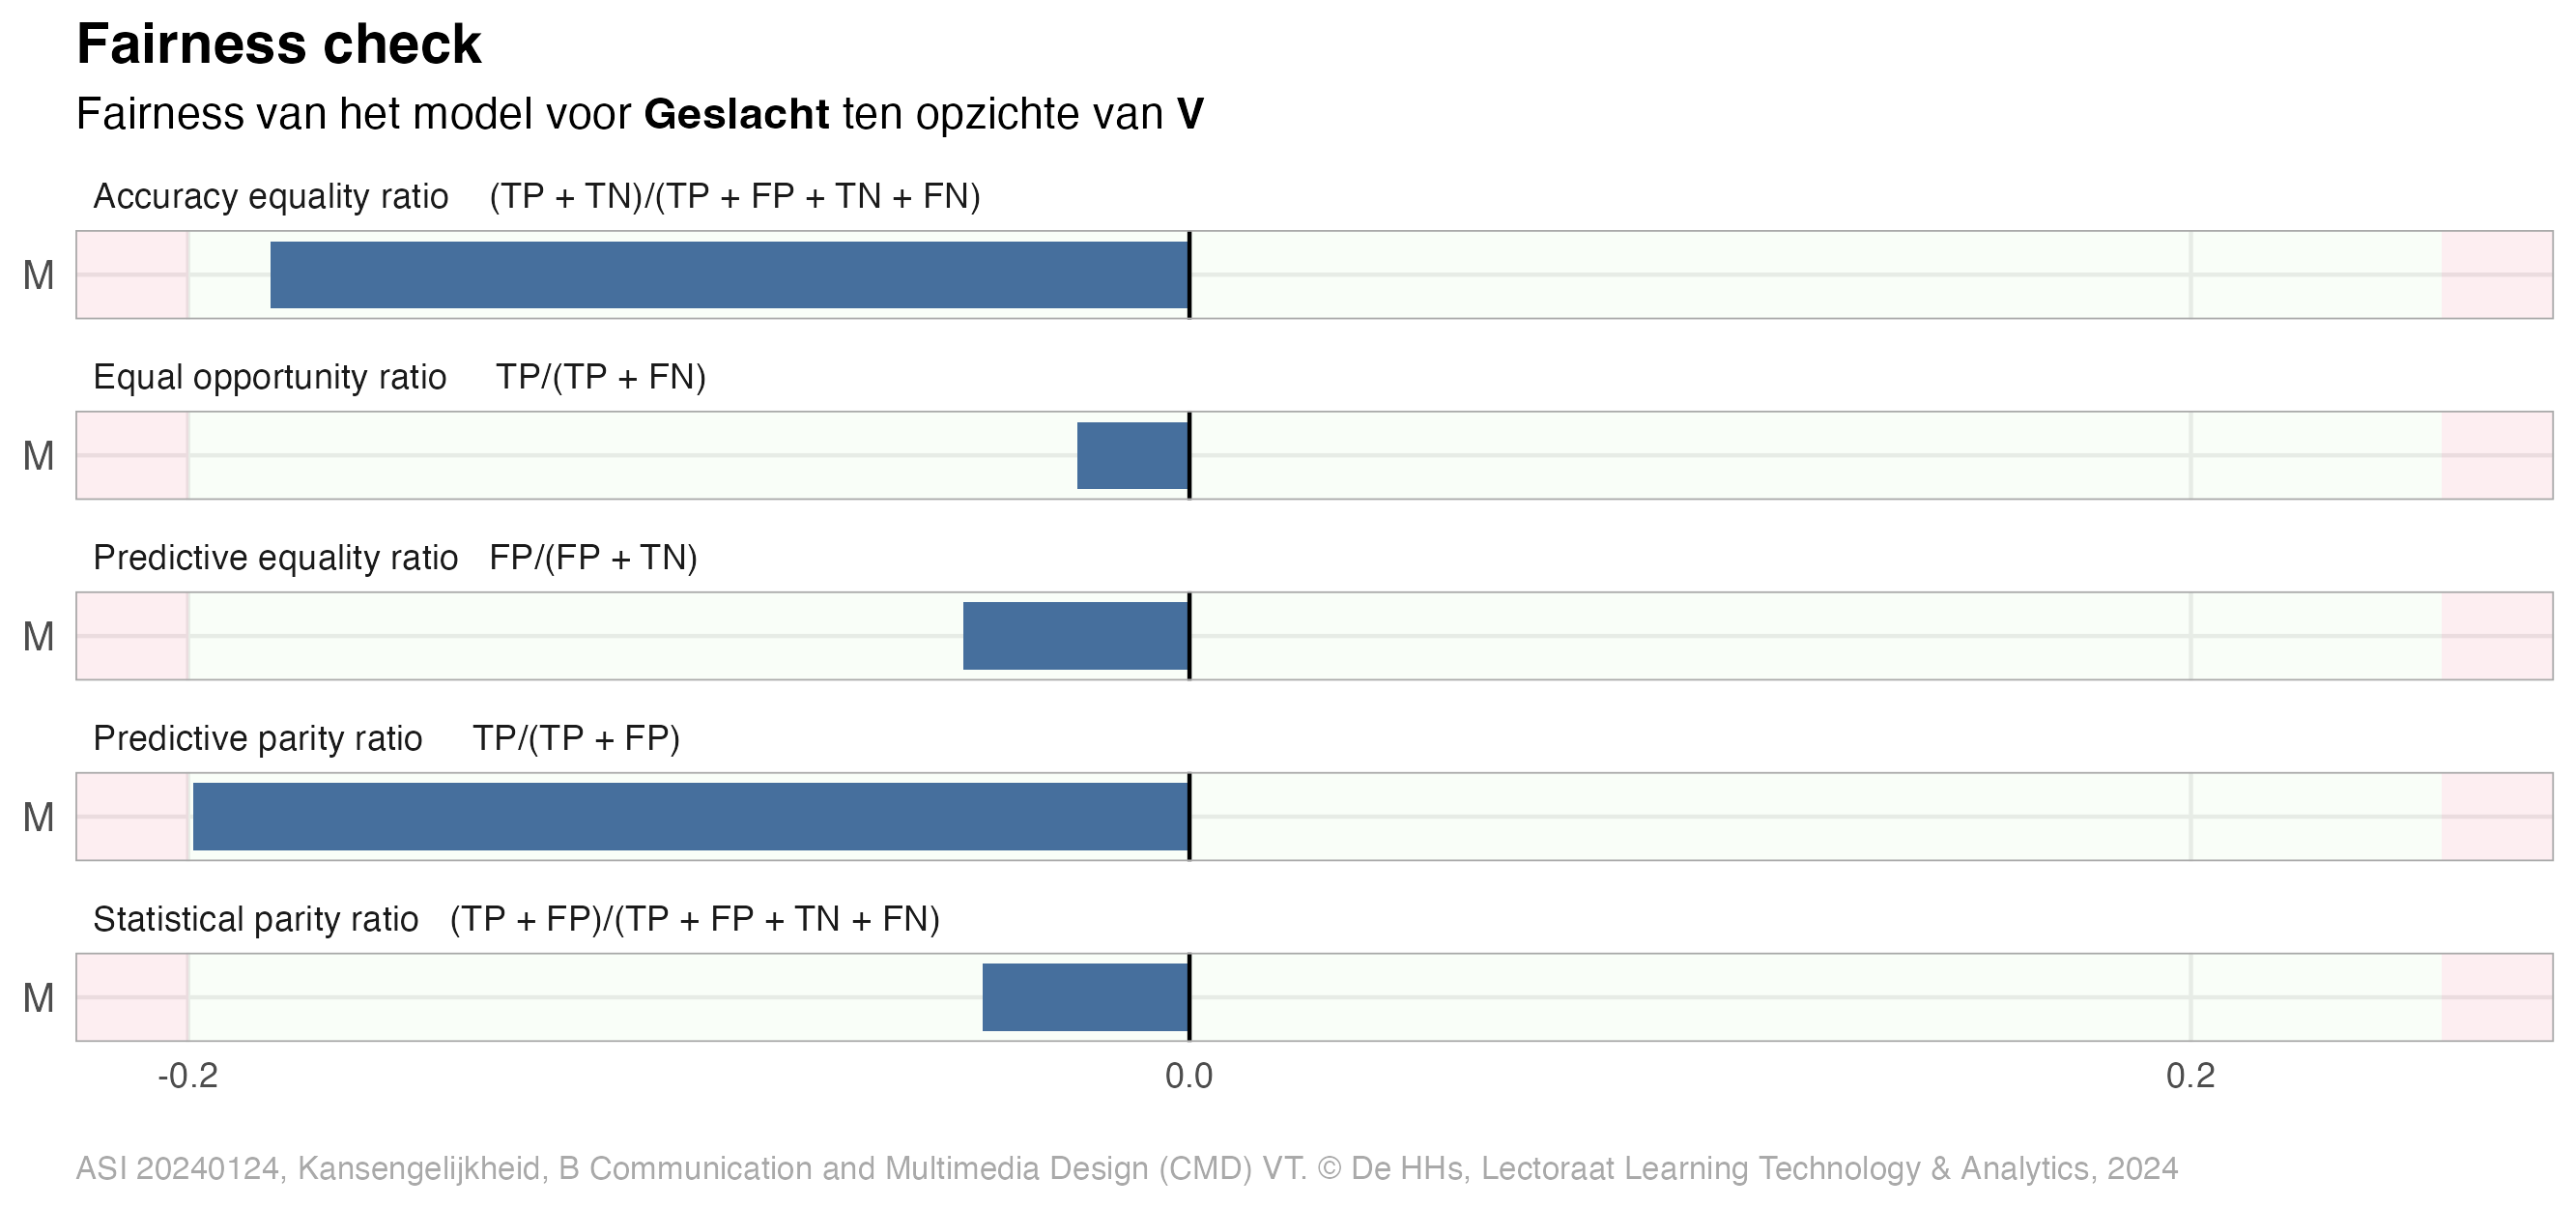 Fairness check
Fairness van het model voor Geslacht ten opzichte van V
Accuracy equality ratio (TP + TN)/(TP + FP + TN + FN)
M
Equal opportunity ratio TP/(TP + FN)
M
Predictive equality ratio FP/(FP + TN)
M
Predictive parity ratio TP/(TP + FP)
M
Statistical parity ratio (TP + FP)/(TP + FP + TN + FN)
M
-0.2 0.0 0.2
ASI 20240124, Kansengelijkheid, B Communication and Multimedia Design (CMD) VT. © De HHs, Lectoraat Learning Technology & Analytics, 2024